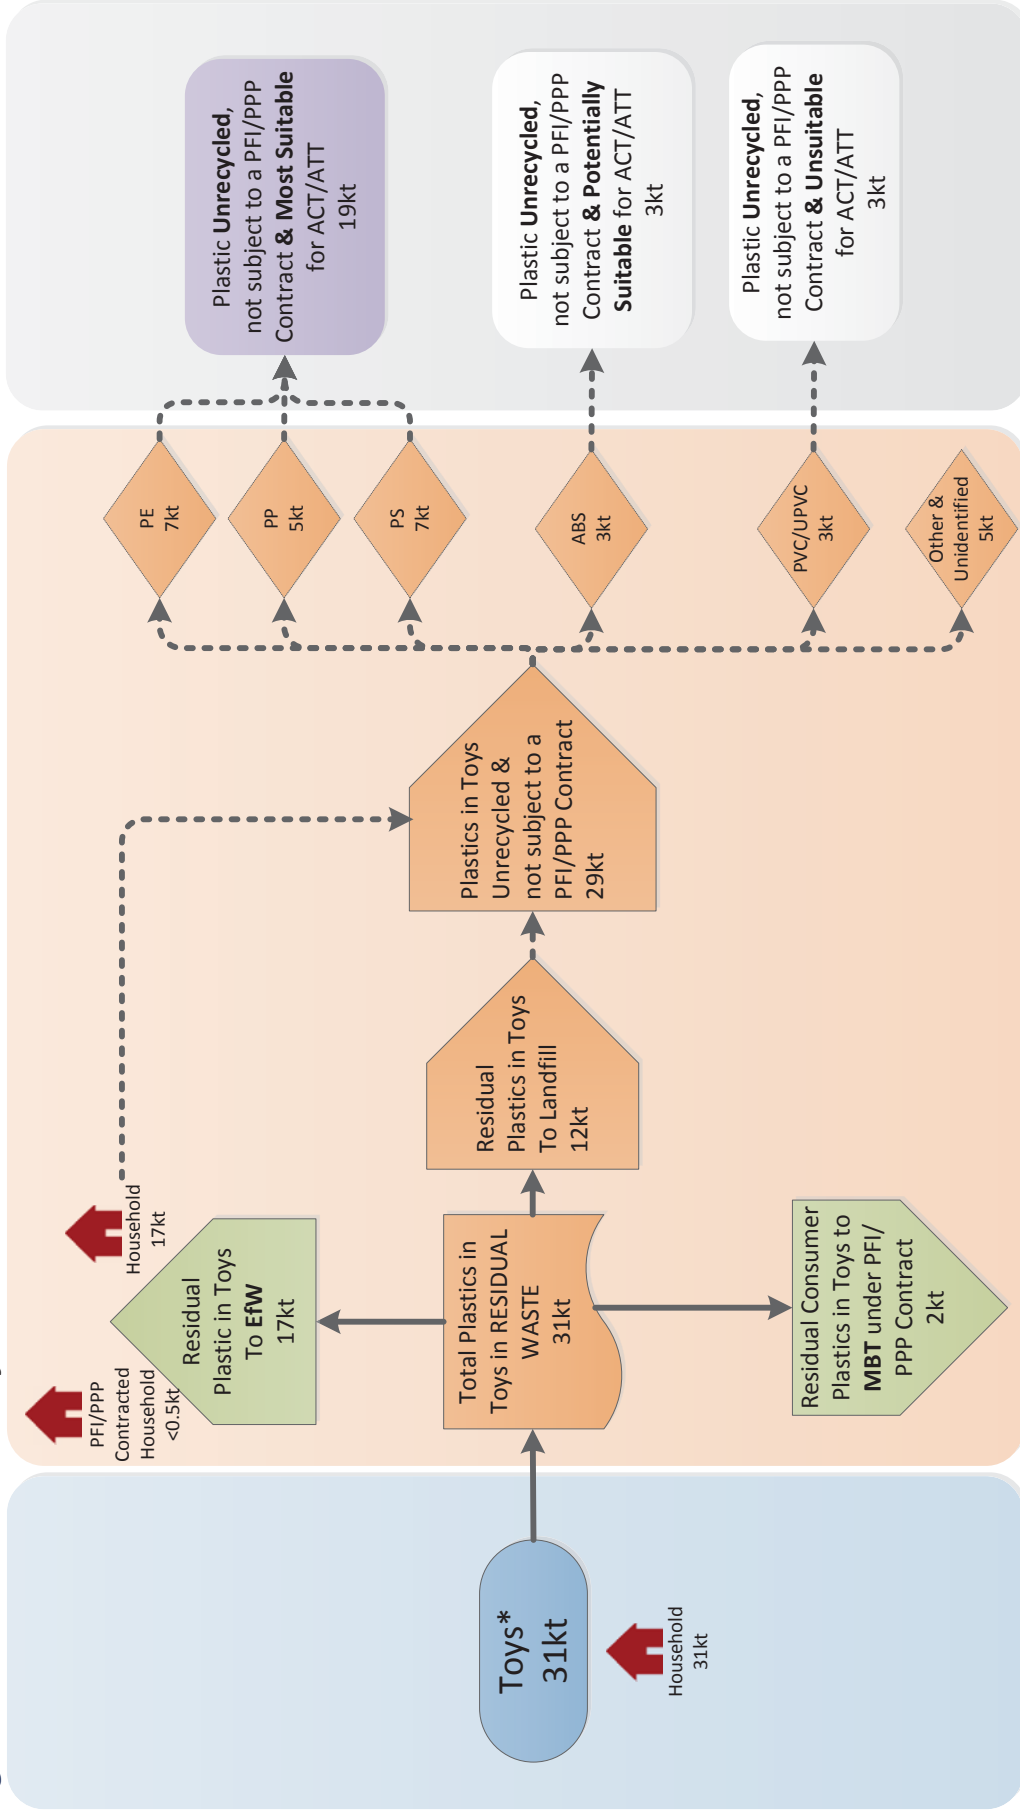 Toys*
31kt
Household
31kt
PFI/PPP
Contracted
Household
<0.5kt
Household
17kt
Residual
Plastic in Toys
To EfW
17kt
Total Plastics in
Toys in RESIDUAL
WASTE
31kt
Residual Consumer
Plastics in Toys to
MBT under PFI/
PPP Contract
2kt
Residual
Plastics in Toys
To Landfill
12kt
Plastics in Toys
Unrecycled &
not subject to a
PFI/PPP Contract
29kt
PE
7kt
PP
5kt
PS
7kt
ABS
3kt
PVC/UPVC
3kt
Other &
Unidentified
5kt
Plastic Unrecycled,
not subject to a PFI/PPP
Contract & Most Suitable
for ACT/ATT
19kt
Plastic Unrecycled,
not subject to a PFI/PPP
Contract & Potentially
Suitable for ACT/ATT
3kt
Plastic Unrecycled,
not subject to a PFI/PPP
Contract & Unsuitable
for ACT/ATT
3kt